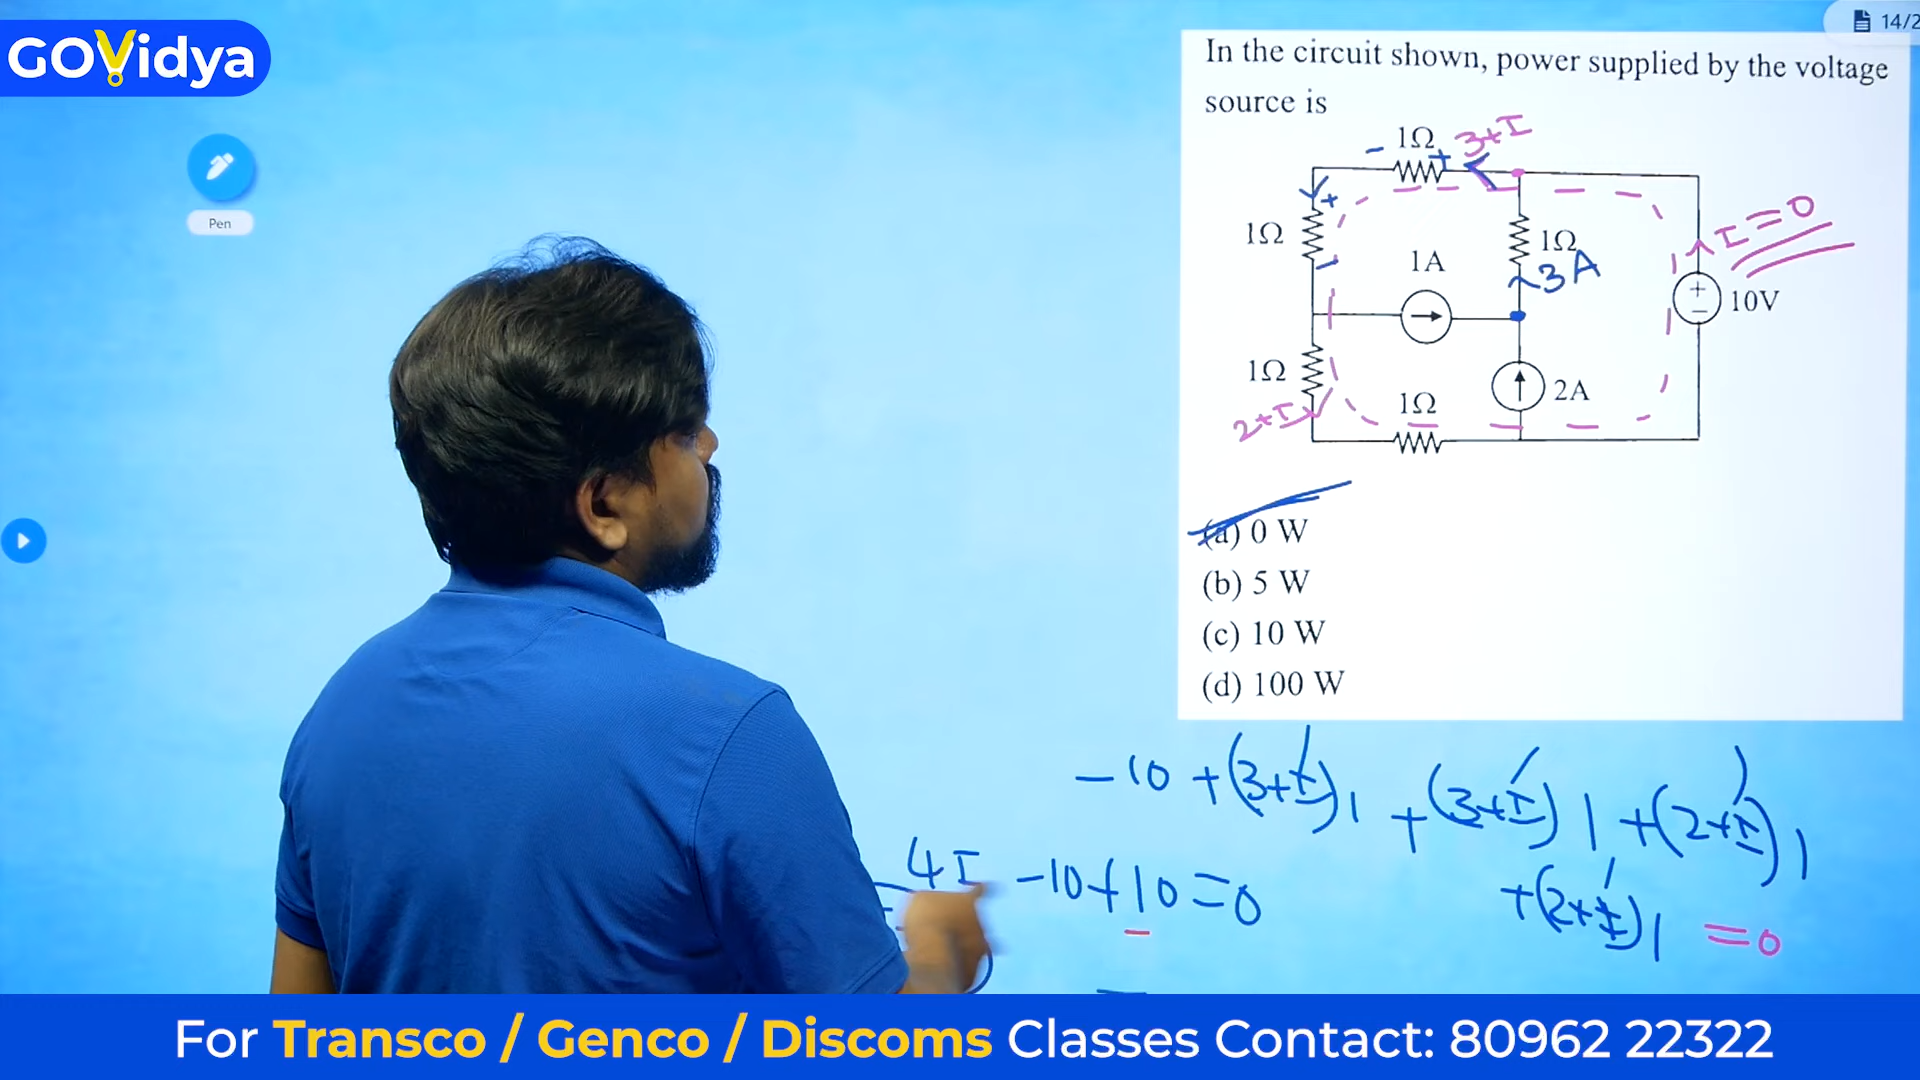 GOVidya
14/2
Pen
In the circuit shown, power supplied by the voltage
source is
1Ω
3+I
- +
1Ω
+
-
1Ω
3A
I=0
1A
10V
+
-
1Ω
2+I
1Ω
2A
(a) 0 W
(b) 5 W
(c) 10 W
(d) 100 W
-10 +(3+I)1 +(3+I)1 +(2+I)1
+(2+I)1 =0
4I -10+10=0
For Transco / Genco / Discoms Classes Contact: 80962 22322